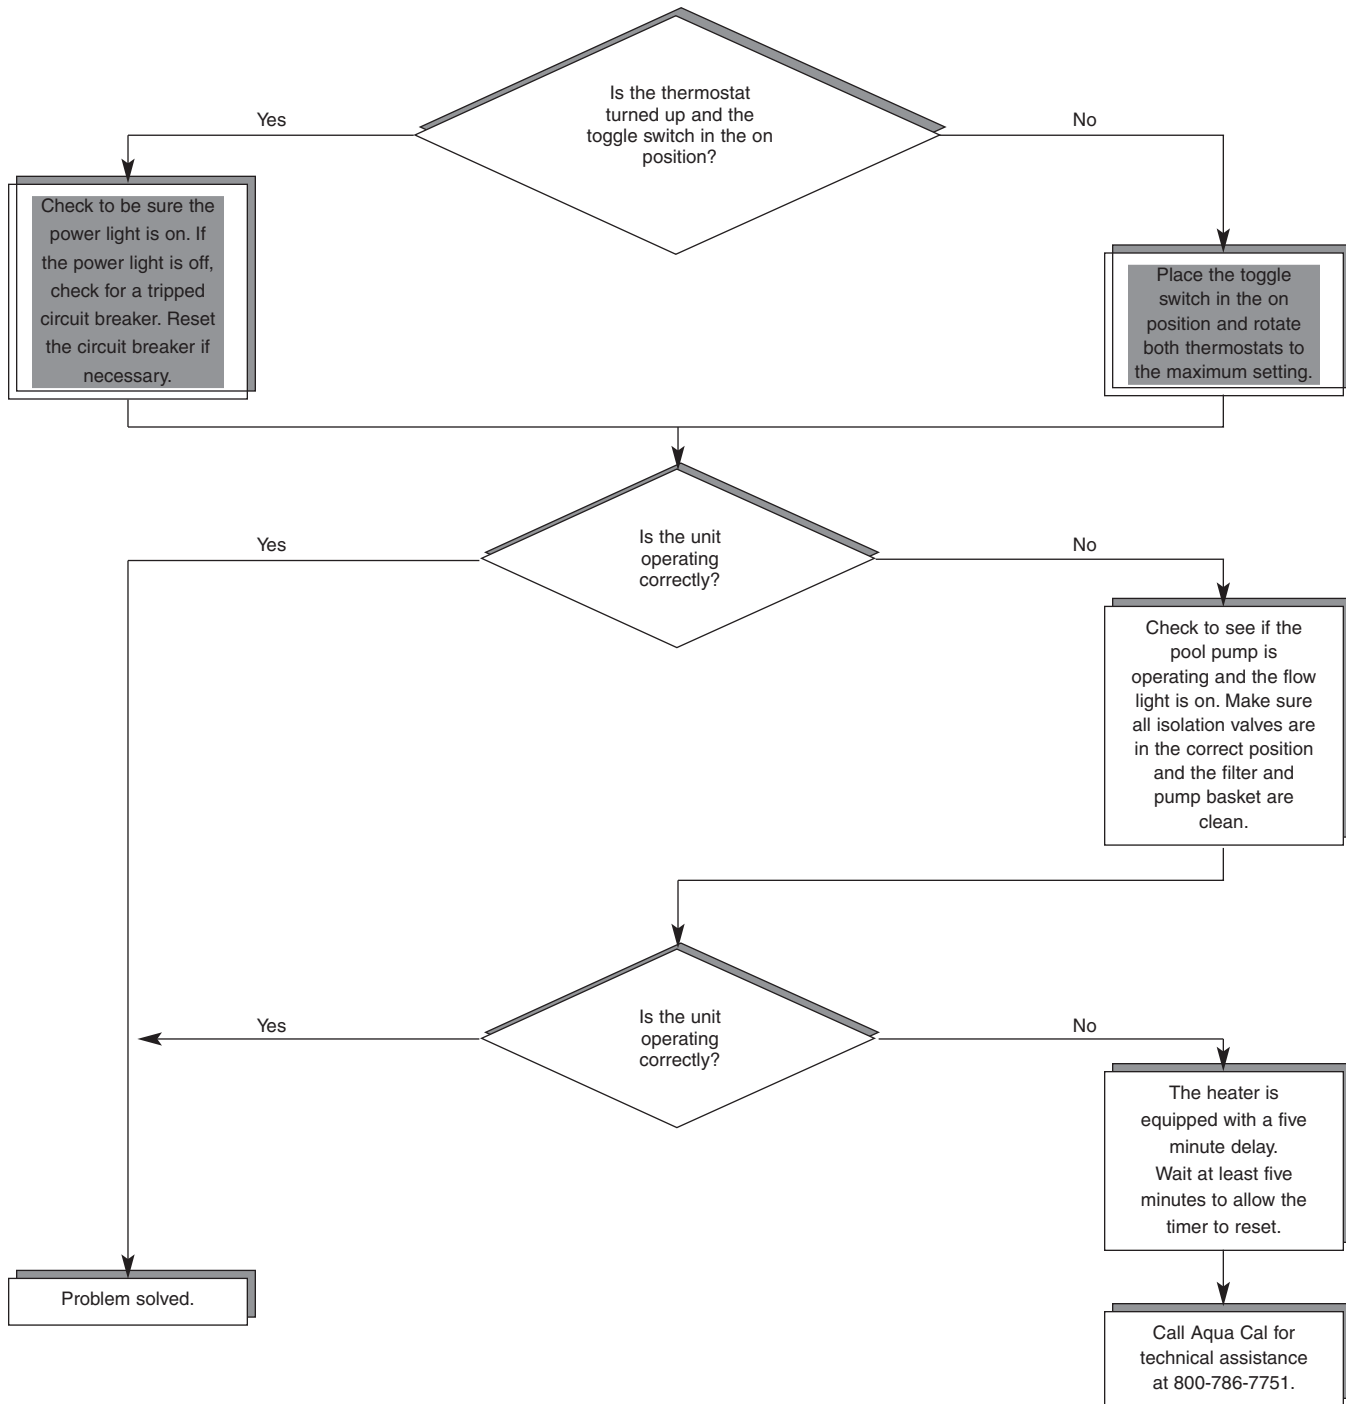 Is the thermostat
turned up and the
toggle switch in the on
position?
Yes
No
Check to be sure the
power light is on. If
the power light is off,
check for a tripped
circuit breaker. Reset
the circuit breaker if
necessary.
Place the toggle
switch in the on
position and rotate
both thermostats to
the maximum setting.
Is the unit
operating
correctly?
Yes
No
Check to see if the
pool pump is
operating and the flow
light is on. Make sure
all isolation valves are
in the correct position
and the filter and
pump basket are
clean.
Is the unit
operating
correctly?
Yes
No
The heater is
equipped with a five
minute delay.
Wait at least five
minutes to allow the
timer to reset.
Problem solved.
Call Aqua Cal for
technical assistance
at 800-786-7751.